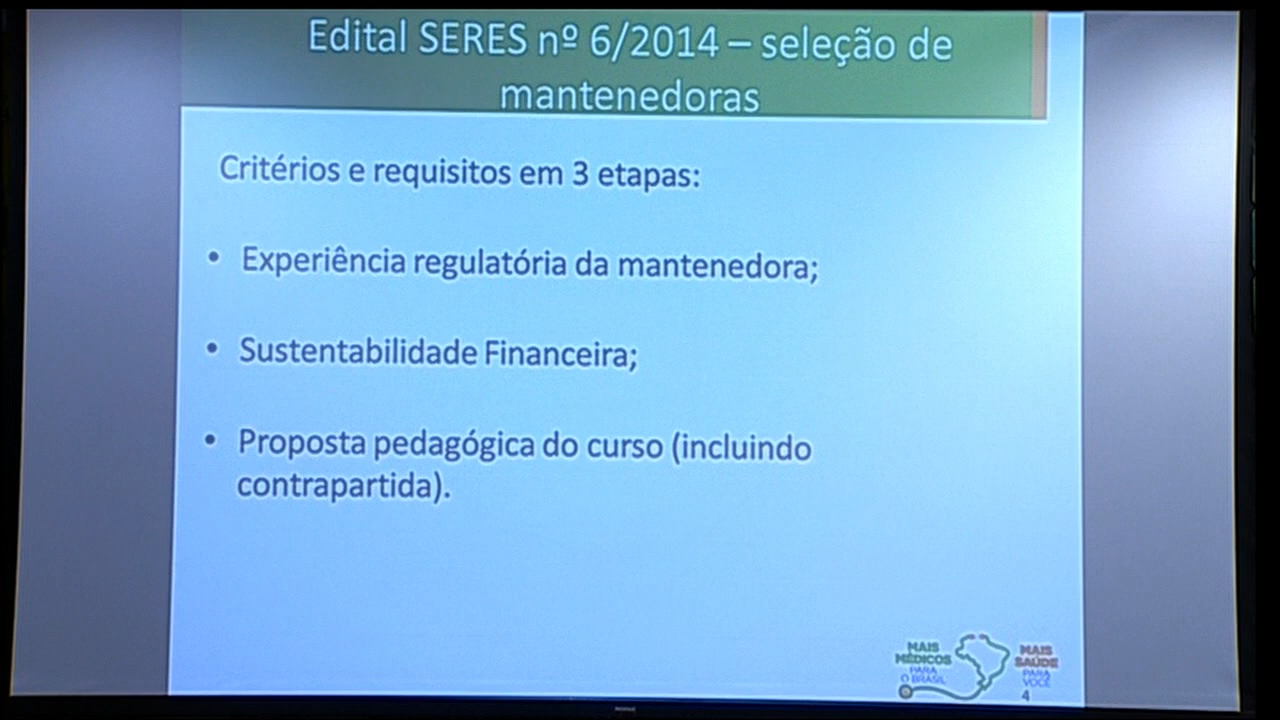 Edital SERES nº 6/2014 – seleção de
mantenedoras
Critérios e requisitos em 3 etapas:
• Experiência regulatória da mantenedora;
• Sustentabilidade Financeira;
• Proposta pedagógica do curso (incluindo
contrapartida).
MAIS
MÉDICOS
PARA
O BRASIL
MAIS
SAÚDE
PARA
VOCÊ
4